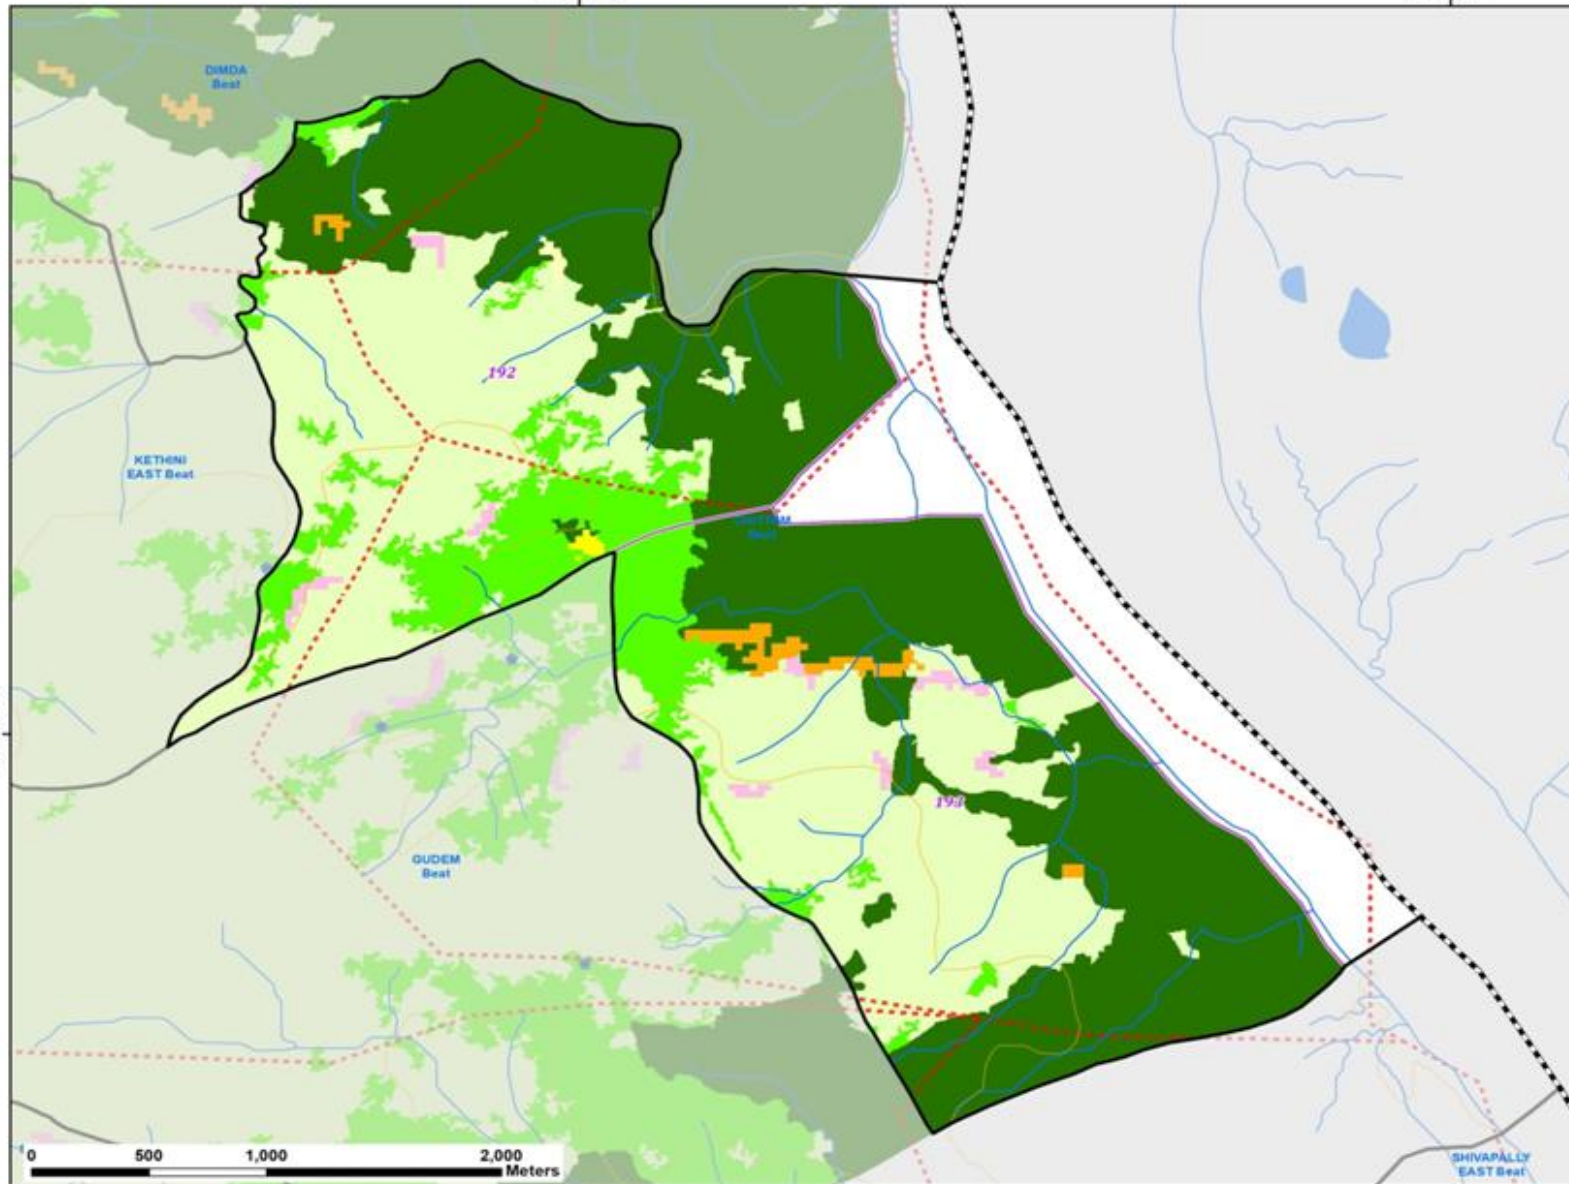 DIMDA
Beat
192
KETHINI
EAST Beat
Beat
193
GUDEM
Beat
0 500 1,000 2,000
Meters
SHIVAPALLY
EAST Beat